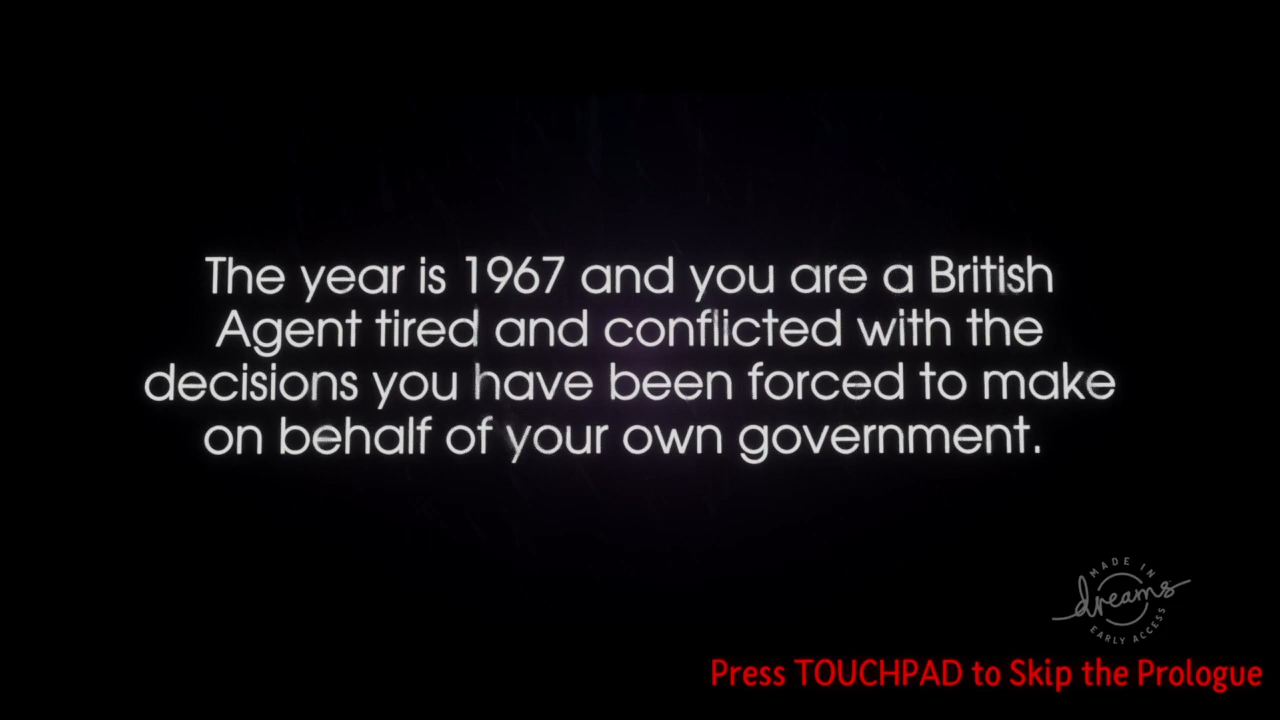 The year is 1967 and you are a British
Agent tired and conflicted with the
decisions you have been forced to make
on behalf of your own government.
MADE IN
dreams
EARLY ACCESS
Press TOUCHPAD to Skip the Prologue